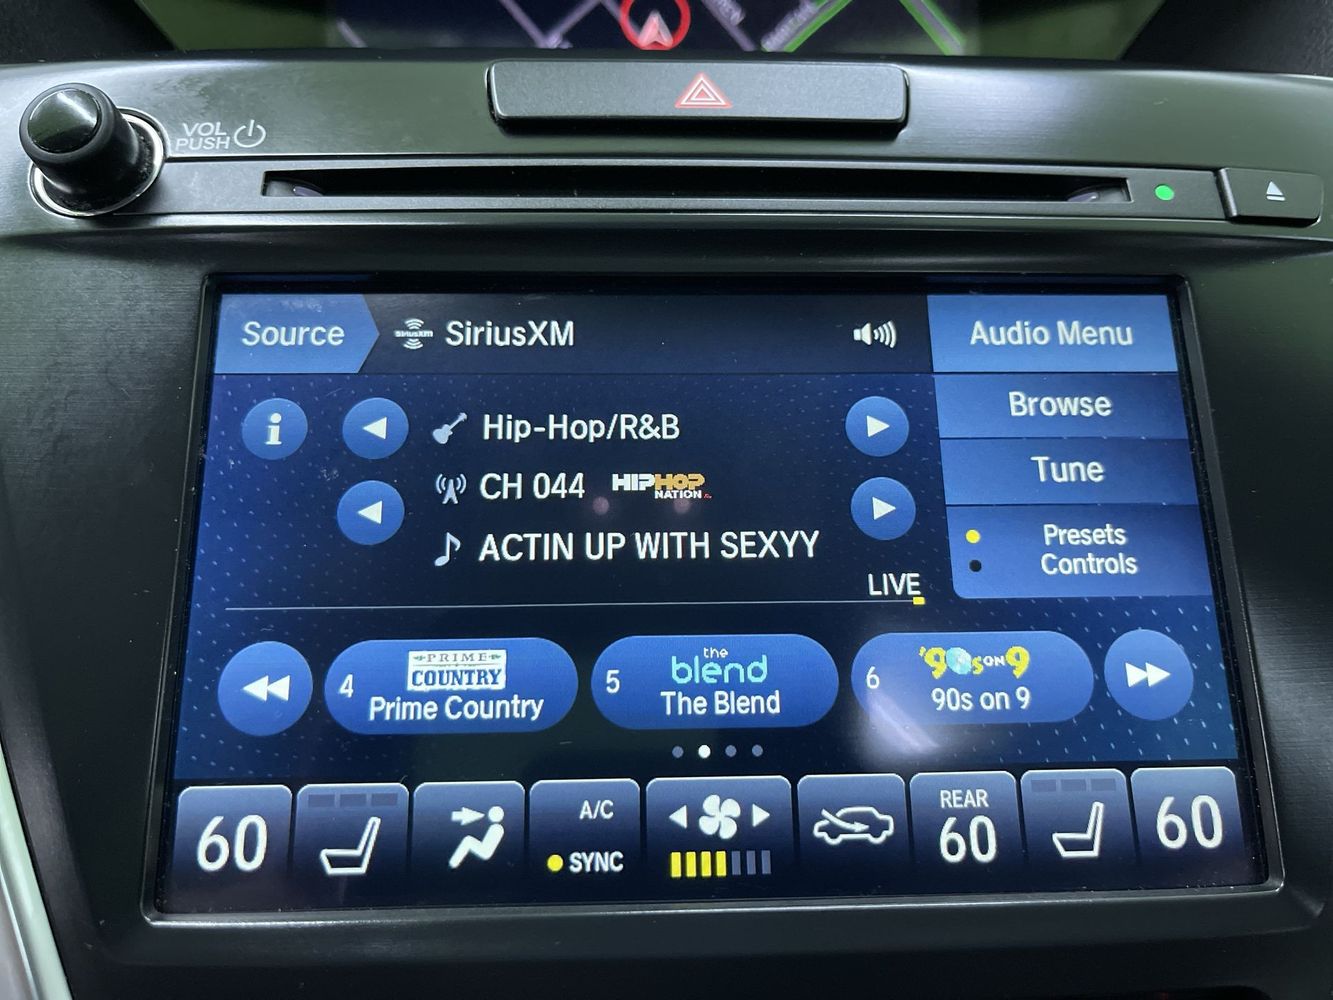 VOL
PUSH
Source
SiriusXM
SiriusXM
Audio Menu
i
Hip-Hop/R&B
Browse
CH 044
HIPHOP
NATION
Tune
ACTIN UP WITH SEXYY
Presets
Controls
LIVE
4
PRIME
COUNTRY
Prime Country
5
the
blend
The Blend
6
'90s ON 9
90s on 9
60
A/C
SYNC
REAR
60
60